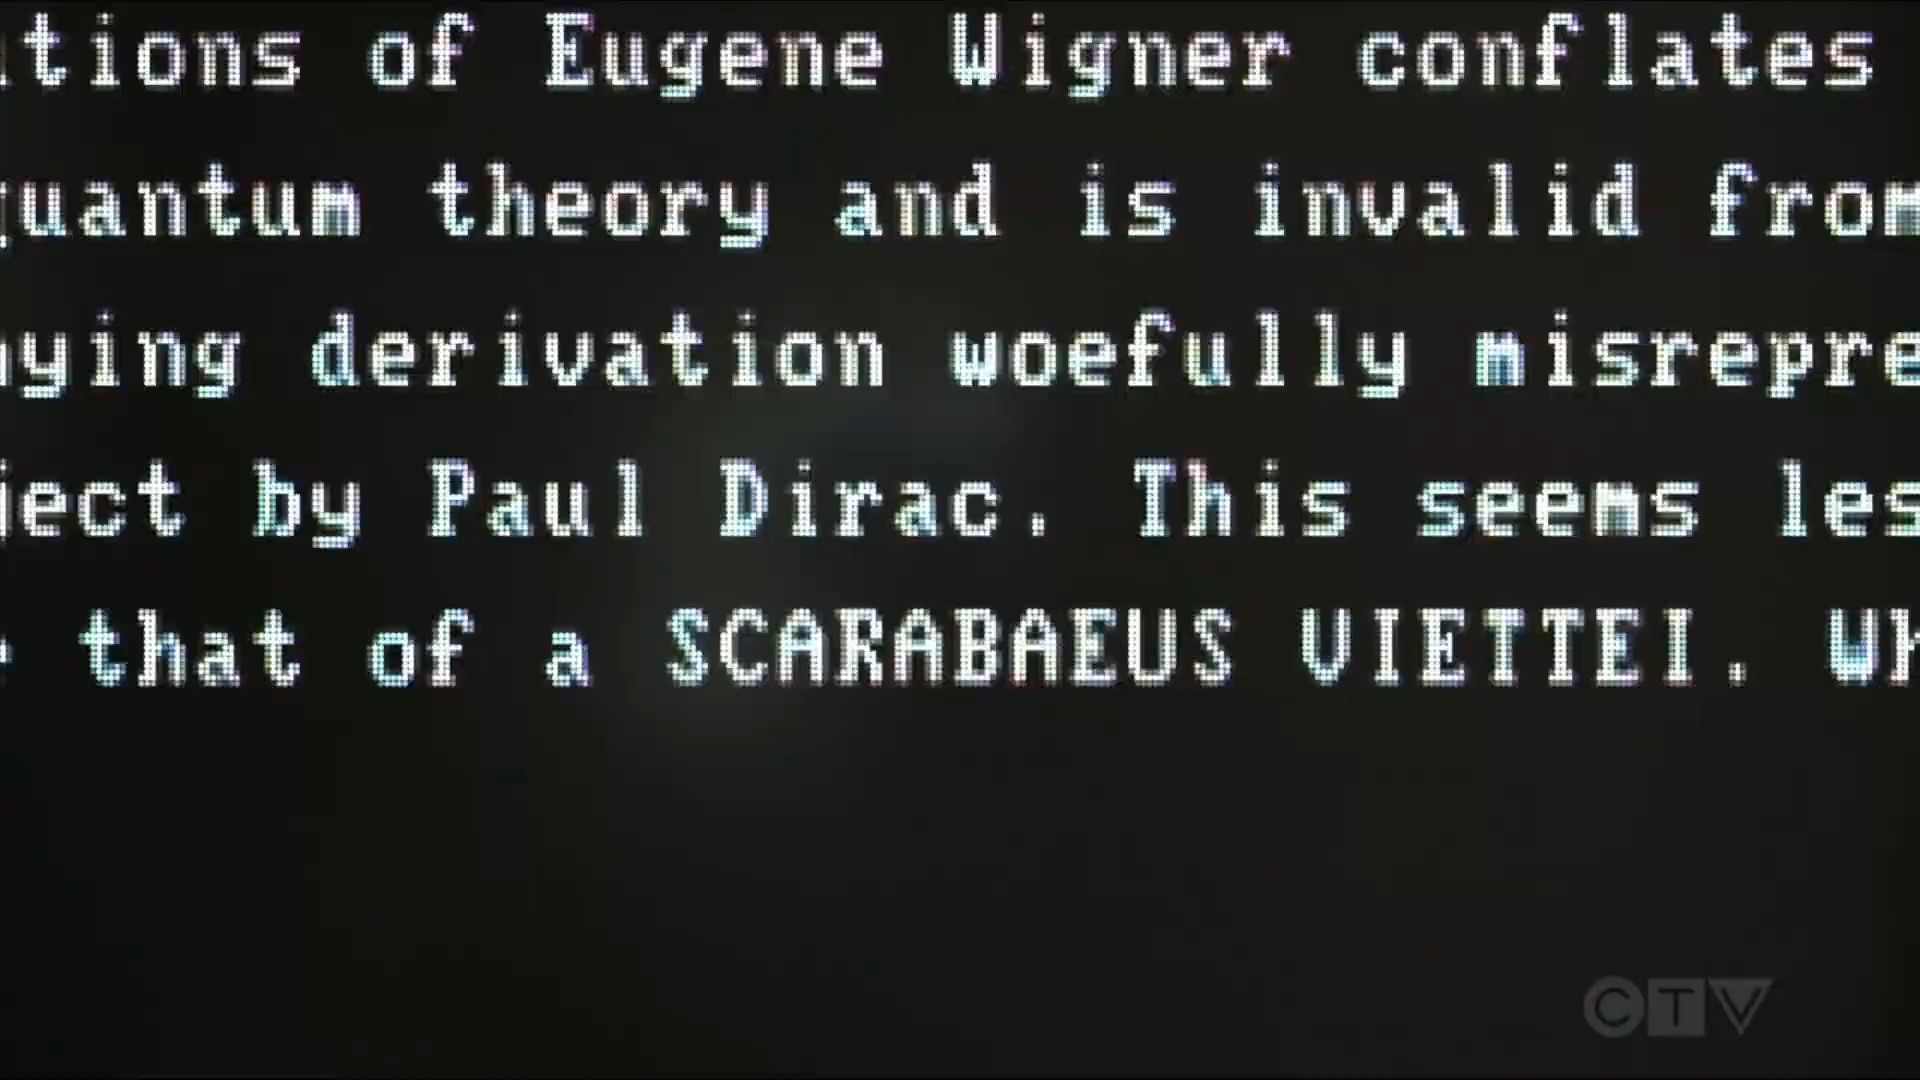 tions of Eugene Wigner conflates
quantum theory and is invalid from
ying derivation woefully misrepre
ject by Paul Dirac. This seems les
that of a SCARABAEUS VIETTEI. Wh
CTV